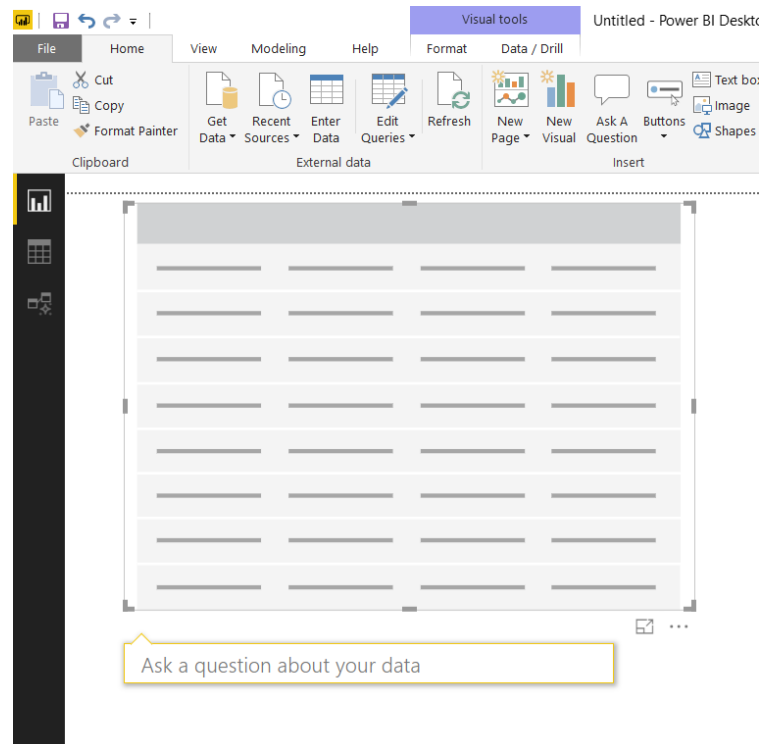 Visual tools Untitled - Power BI Deskto
File Home View Modeling Help Format Data / Drill
Paste
Cut
Copy
Format Painter
Clipboard
Get Data
Recent Sources
Enter Data
Edit Queries
External data
Refresh
New Page
New Visual
Ask A Question
Buttons
Text box
Image
Shapes
Insert
Ask a question about your data